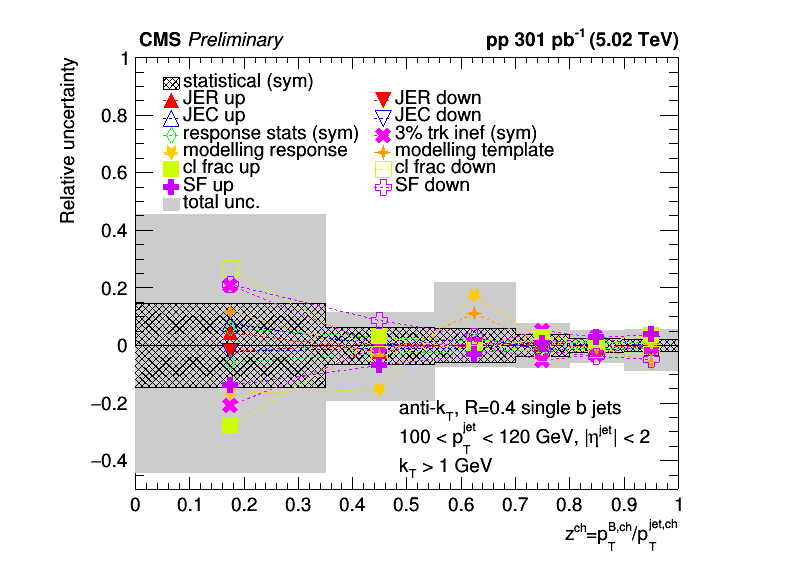 CMS Preliminary pp 301 pb⁻¹ (5.02 TeV)
Relative uncertainty
1
0.8
0.6
0.4
0.2
0
−0.2
−0.4
statistical (sym)
JER up JER down
JEC up JEC down
response stats (sym) 3% trk inef (sym)
modelling response modelling template
cl frac up cl frac down
SF up SF down
total unc.
anti-k_T, R=0.4 single b jets
100 < p_T^jet < 120 GeV, |η^jet| < 2
k_T > 1 GeV
0 0.1 0.2 0.3 0.4 0.5 0.6 0.7 0.8 0.9 1
z^ch=p_T^B,ch/p_T^jet,ch